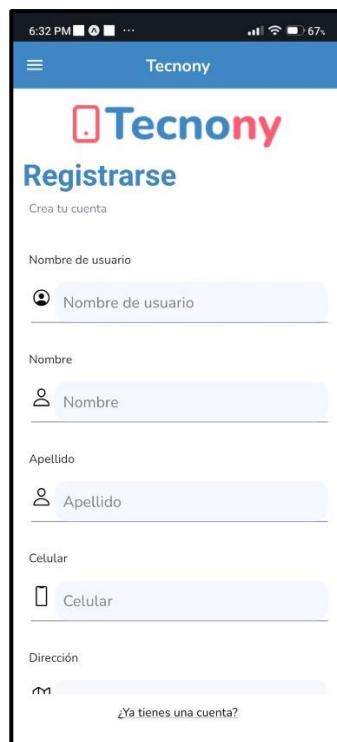 6:32 PM ... 67%
Tecnony
Tecnony
Registrarse
Crea tu cuenta
Nombre de usuario
Nombre de usuario
Nombre
Nombre
Apellido
Apellido
Celular
Celular
Dirección
¿Ya tienes una cuenta?